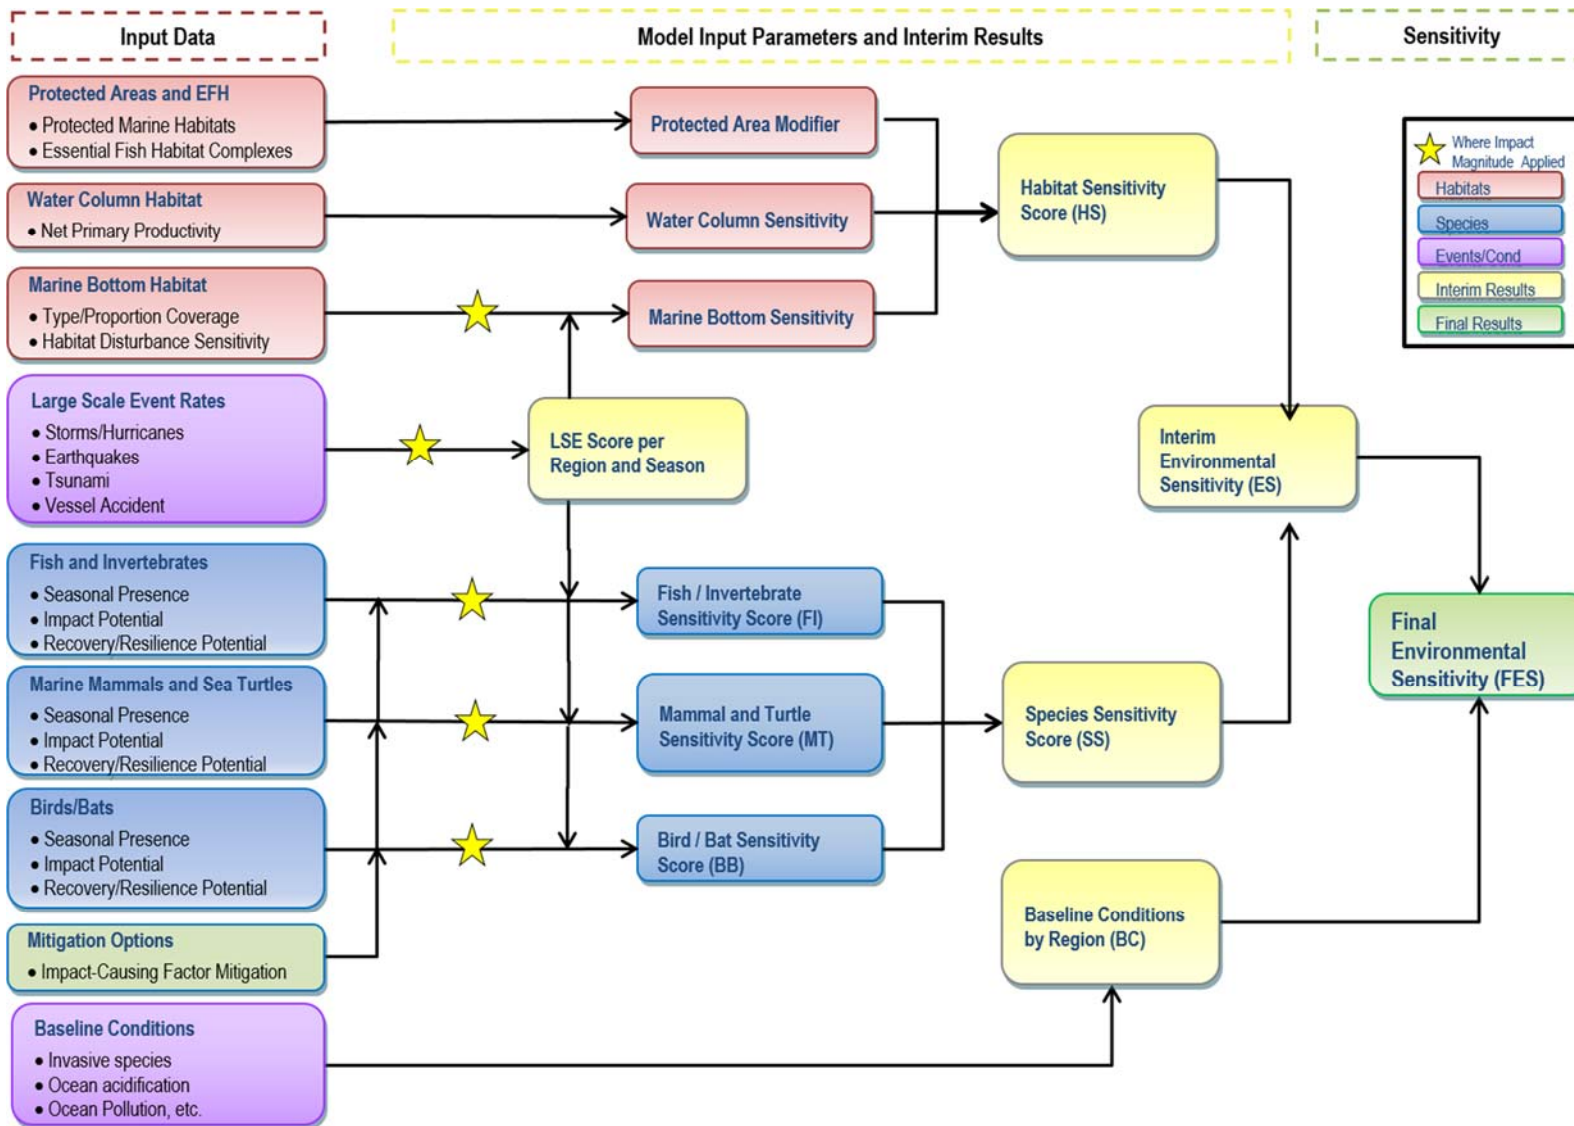 Input Data
Model Input Parameters and Interim Results
Sensitivity
Protected Areas and EFH
• Protected Marine Habitats
• Essential Fish Habitat Complexes
Protected Area Modifier
Water Column Habitat
• Net Primary Productivity
Water Column Sensitivity
Marine Bottom Habitat
• Type/Proportion Coverage
• Habitat Disturbance Sensitivity
Marine Bottom Sensitivity
Habitat Sensitivity
Score (HS)
Where Impact
Magnitude Applied
Habitats
Species
Events/Cond
Interim Results
Final Results
Large Scale Event Rates
• Storms/Hurricanes
• Earthquakes
• Tsunami
• Vessel Accident
LSE Score per
Region and Season
Interim
Environmental
Sensitivity (ES)
Fish and Invertebrates
• Seasonal Presence
• Impact Potential
• Recovery/Resilience Potential
Fish / Invertebrate
Sensitivity Score (FI)
Final
Environmental
Sensitivity (FES)
Marine Mammals and Sea Turtles
• Seasonal Presence
• Impact Potential
• Recovery/Resilience Potential
Mammal and Turtle
Sensitivity Score (MT)
Species Sensitivity
Score (SS)
Birds/Bats
• Seasonal Presence
• Impact Potential
• Recovery/Resilience Potential
Bird / Bat Sensitivity
Score (BB)
Mitigation Options
• Impact-Causing Factor Mitigation
Baseline Conditions
by Region (BC)
Baseline Conditions
• Invasive species
• Ocean acidification
• Ocean Pollution, etc.